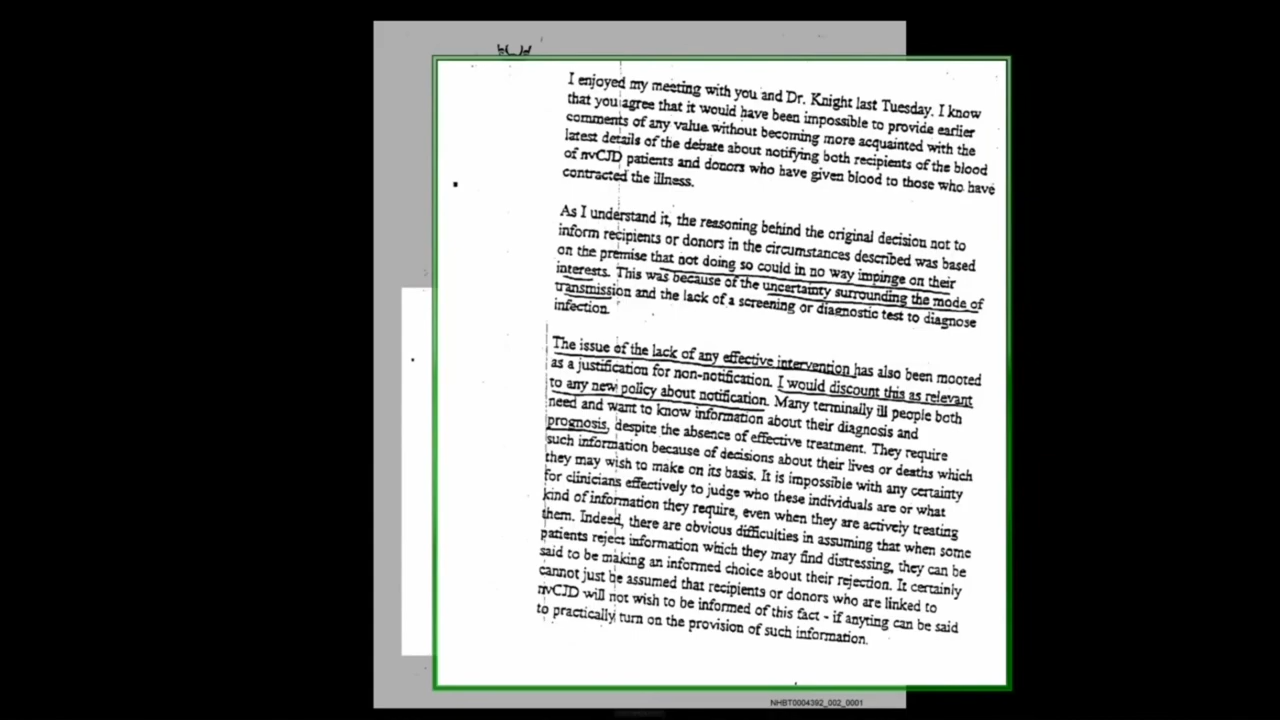 I enjoyed my meeting with you and Dr. Knight last Tuesday. I know
that you agree that it would have been impossible to provide earlier
comments of any value without becoming more acquainted with the
latest details of the debate about notifying both recipients of the blood
of nvCJD patients and donors who have given blood to those who have
contracted the illness.
As I understand it, the reasoning behind the original decision not to
inform recipients or donors in the circumstances described was based
on the premise that not doing so could in no way impinge on their
interests. This was because of the uncertainty surrounding the mode of
transmission and the lack of a screening or diagnostic test to diagnose
infection.
The issue of the lack of any effective intervention has also been mooted
as a justification for non-notification. I would discount this as relevant
to any new policy about notification. Many terminally ill people both
need and want to know information about their diagnosis and
prognosis, despite the absence of effective treatment. They require
such information because of decisions about their lives or deaths which
they may wish to make on its basis. It is impossible with any certainty
for clinicians effectively to judge who these individuals are or what
kind of information they require, even when they are actively treating
them. Indeed, there are obvious difficulties in assuming that when some
patients reject information which they may find distressing, they can be
said to be making an informed choice about their rejection. It certainly
cannot just be assumed that recipients or donors who are linked to
nvCJD will not wish to be informed of this fact - if anyting can be said
to practically turn on the provision of such information.
NHBT0004392_002_0001